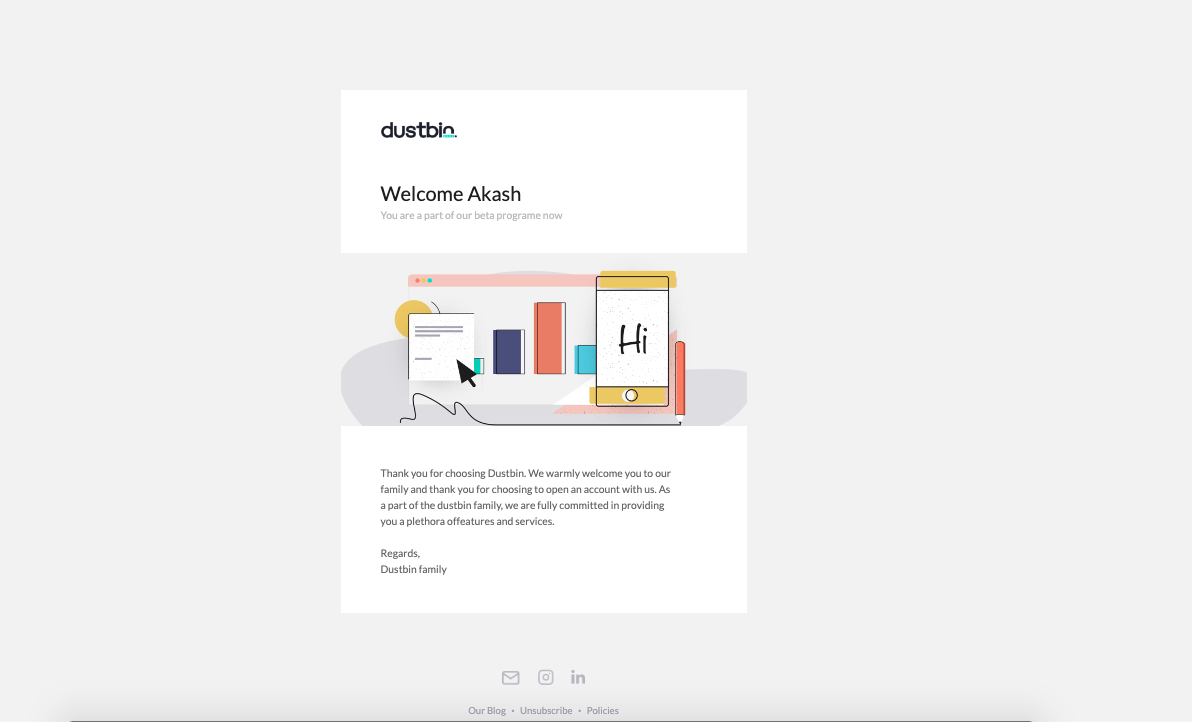 dustbin.
Welcome Akash
You are a part of our beta programe now
Hi
Thank you for choosing Dustbin. We warmly welcome you to our
family and thank you for choosing to open an account with us. As
a part of the dustbin family, we are fully committed in providing
you a plethora offeatures and services.
Regards,
Dustbin family
in
Our Blog • Unsubscribe • Policies